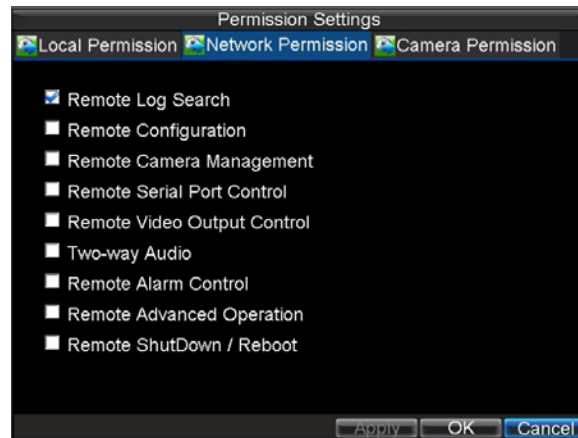 Permission Settings
Local Permission Network Permission Camera Permission
Remote Log Search
Remote Configuration
Remote Camera Management
Remote Serial Port Control
Remote Video Output Control
Two-way Audio
Remote Alarm Control
Remote Advanced Operation
Remote ShutDown / Reboot
Apply OK Cancel